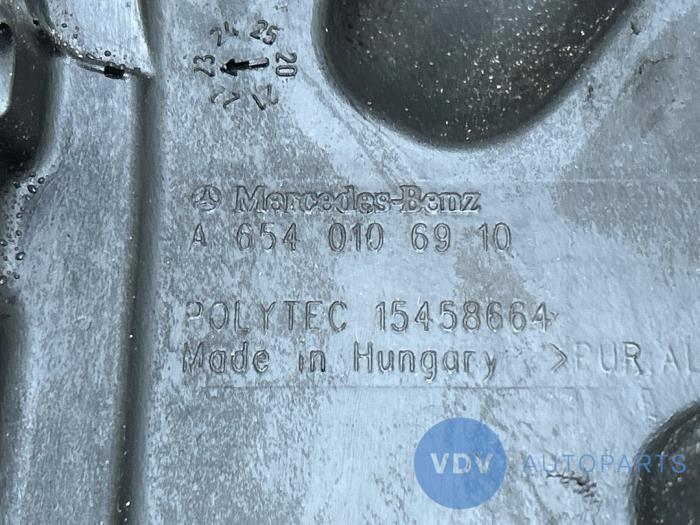 24 25
23 20
22 21
Mercedes-Benz
A 654 010 69 10
POLYTEC 15458664
Made in Hungary >PUR,AL
VDV AUTOPARTS